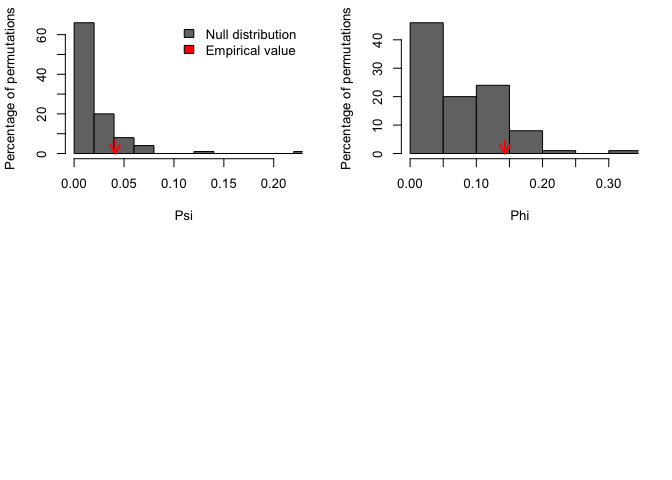 Percentage of permutations
60
40
20
0
Null distribution
Empirical value
0.00 0.05 0.10 0.15 0.20
Psi
Percentage of permutations
40
30
20
10
0
0.00 0.10 0.20 0.30
Phi